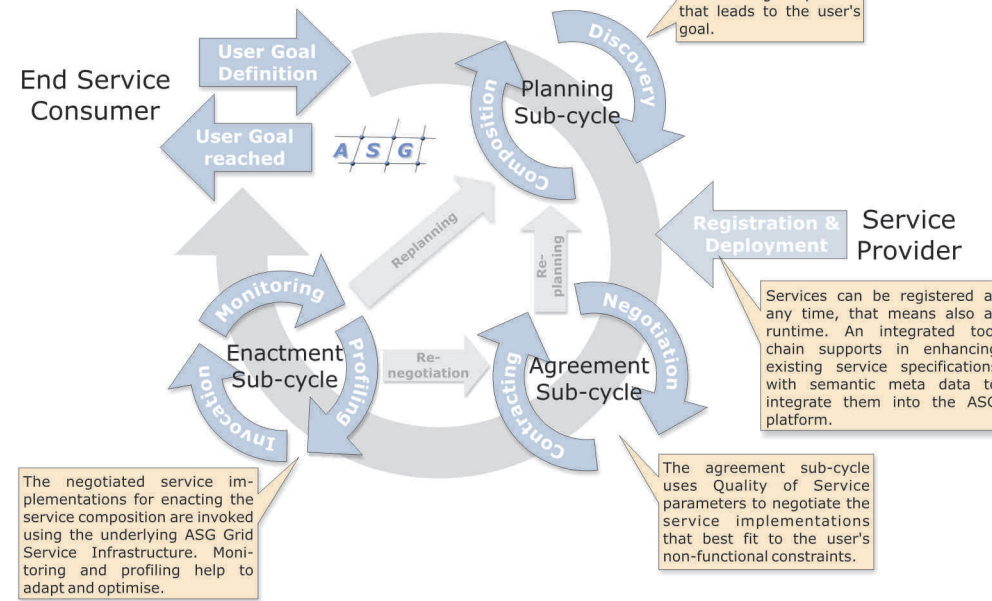 that leads to the user's
goal.
User Goal
Definition
End Service
Consumer
User Goal
reached
A S G
Discovery
Planning
Sub-cycle
Composition
Registration &
Deployment
Service
Provider
Replanning
Re-
planning
Services can be registered a
any time, that means also a
runtime. An integrated too
chain supports in enhancing
existing service specification
with semantic meta data t
integrate them into the ASG
platform.
Monitoring
Enactment
Sub-cycle
Profiling
Invocation
Re-
negotiation
Negotiation
Agreement
Sub-cycle
Contracting
The negotiated service im-
plementations for enacting the
service composition are invoked
using the underlying ASG Grid
Service Infrastructure. Moni-
toring and profiling help to
adapt and optimise.
The agreement sub-cycle
uses Quality of Service
parameters to negotiate the
service implementations
that best fit to the user's
non-functional constraints.